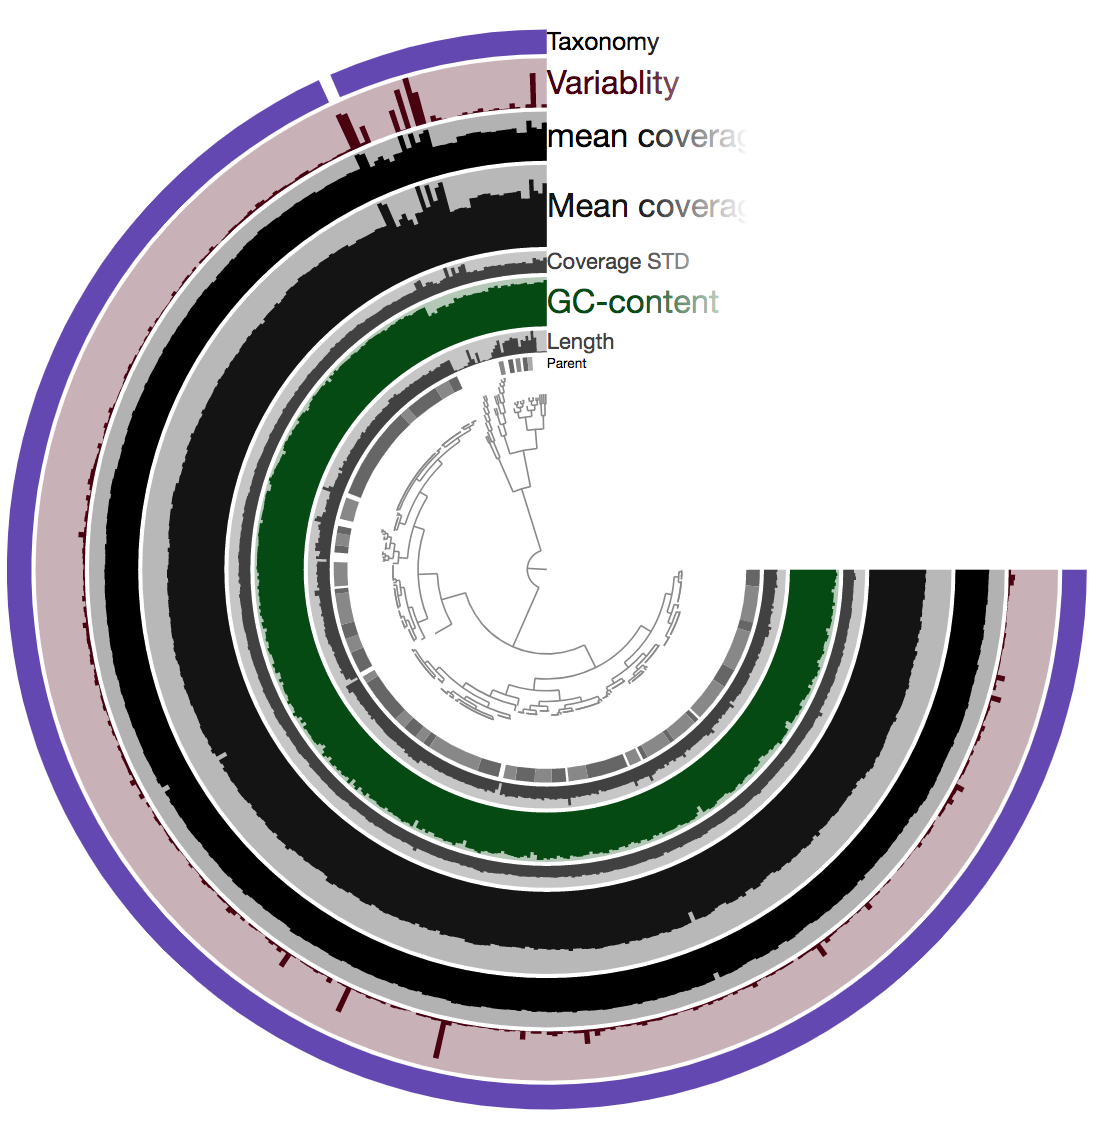 Taxonomy
Variablity
mean coverag
Mean coverag
Coverage STD
GC-content
Length
Parent